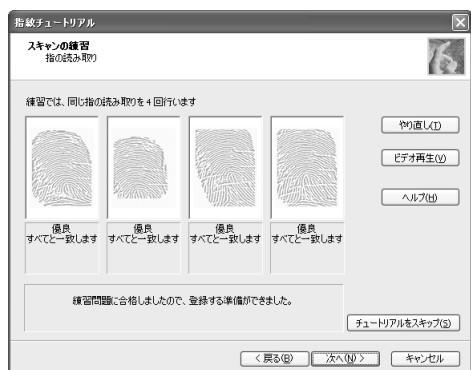 指紋チュートリアル
スキャンの練習
指の読み取り
練習では、同じ指の読み取りを4回行います
やり直し(T)
ビデオ再生(V)
ヘルプ(H)
優良 優良 優良 優良
すべてと一致します すべてと一致します すべてと一致します すべてと一致します
練習問題に合格しましたので、登録する準備ができました。
チュートリアルをスキップ(S)
< 戻る(B) 次へ(N) > キャンセル